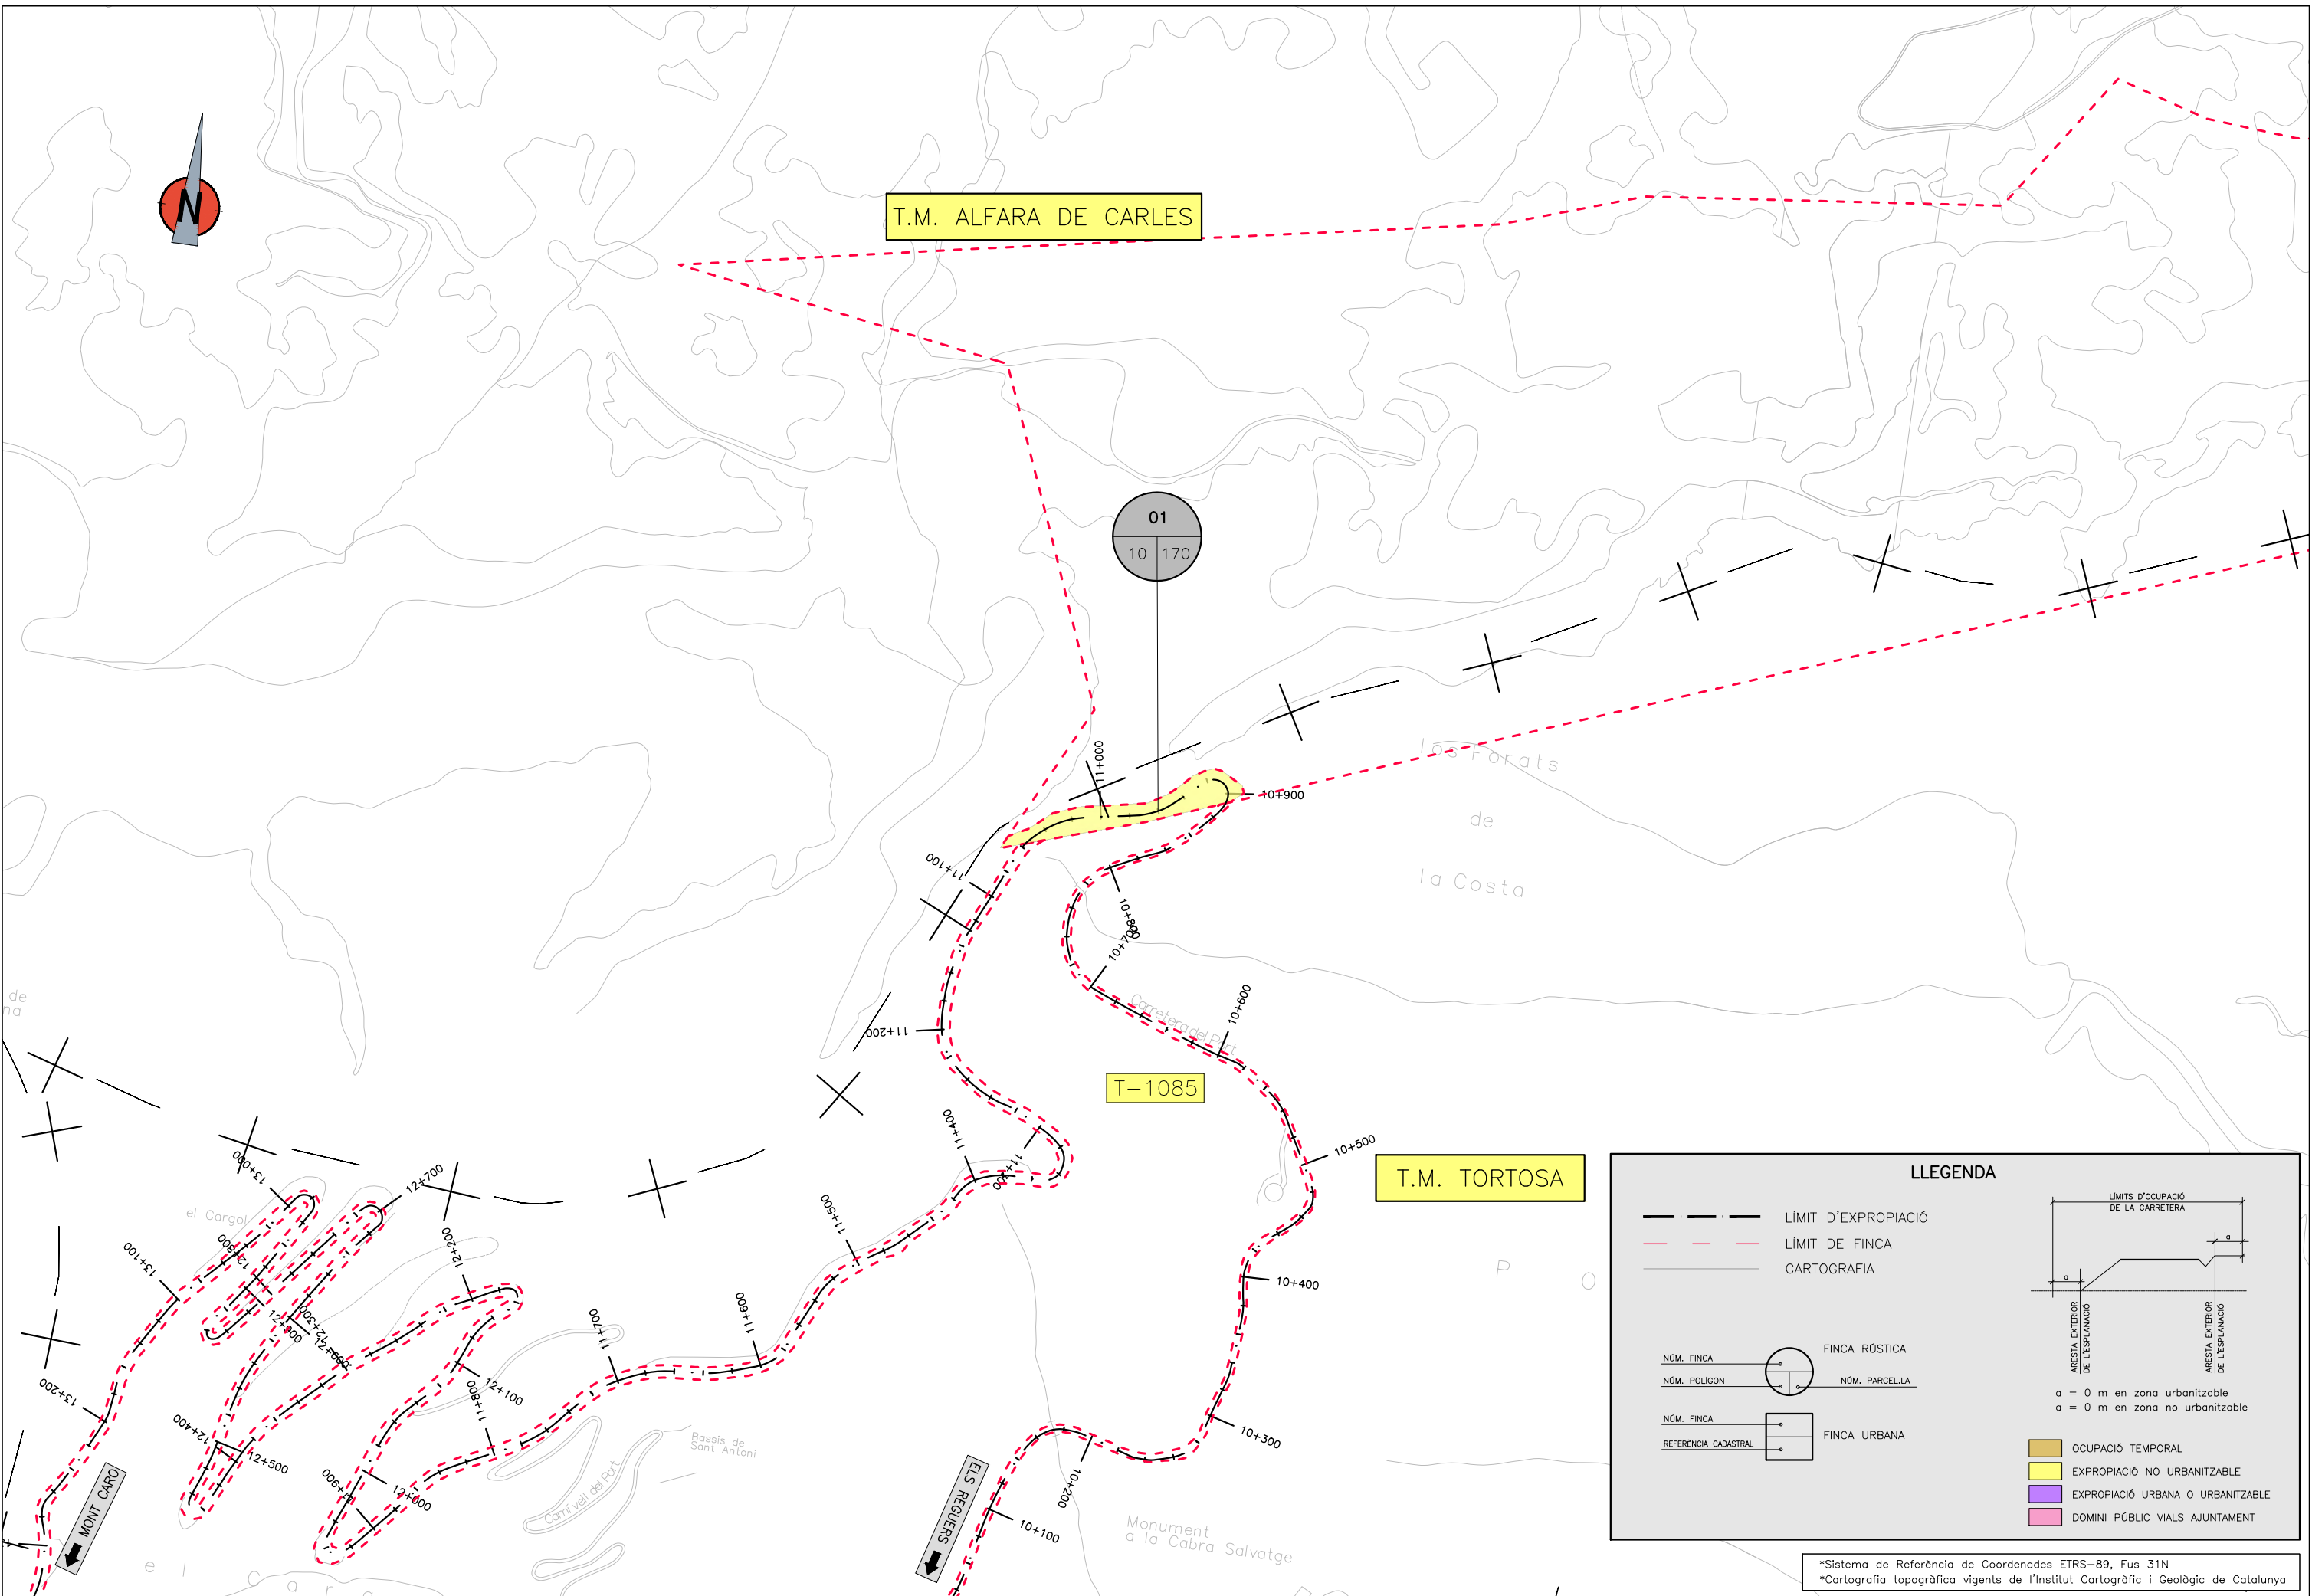 N
T.M. ALFARA DE CARLES
01
10 170
11+000
10+900
los Forats
de
la Costa
11+100
10+800
10+700
Carretera del Port
10+600
11+200
T-1085
11+400
10+500
T.M. TORTOSA
de
na
13+000
12+700
el Cargol
12+800
12+200
11+500
13+100
10+400
P O
12+900
12+300
12+600
11+700
11+600
13+200
12+100
11+800
12+400
12+500
Bassis de
Sant Antoni
10+300
11+900
12+000
Camí vell del Port
10+200
MONT CARO
ELS REGUERS
10+100
Monument
a la Cabra Salvatge
e l C a r a
LLEGENDA
LÍMIT D'EXPROPIACIÓ
LÍMIT DE FINCA
CARTOGRAFIA
LÍMITS D'OCUPACIÓ
DE LA CARRETERA
a
a
ARESTA EXTERIOR
DE L'ESPLANACIÓ
ARESTA EXTERIOR
DE L'ESPLANACIÓ
NÚM. FINCA
NÚM. POLÍGON
FINCA RÚSTICA
NÚM. PARCEL.LA
NÚM. FINCA
REFERÈNCIA CADASTRAL
FINCA URBANA
a = 0 m en zona urbanitzable
a = 0 m en zona no urbanitzable
OCUPACIÓ TEMPORAL
EXPROPIACIÓ NO URBANITZABLE
EXPROPIACIÓ URBANA O URBANITZABLE
DOMINI PÚBLIC VIALS AJUNTAMENT
*Sistema de Referència de Coordenades ETRS-89, Fus 31N
*Cartografia topogràfica vigents de l'Institut Cartogràfic i Geològic de Catalunya